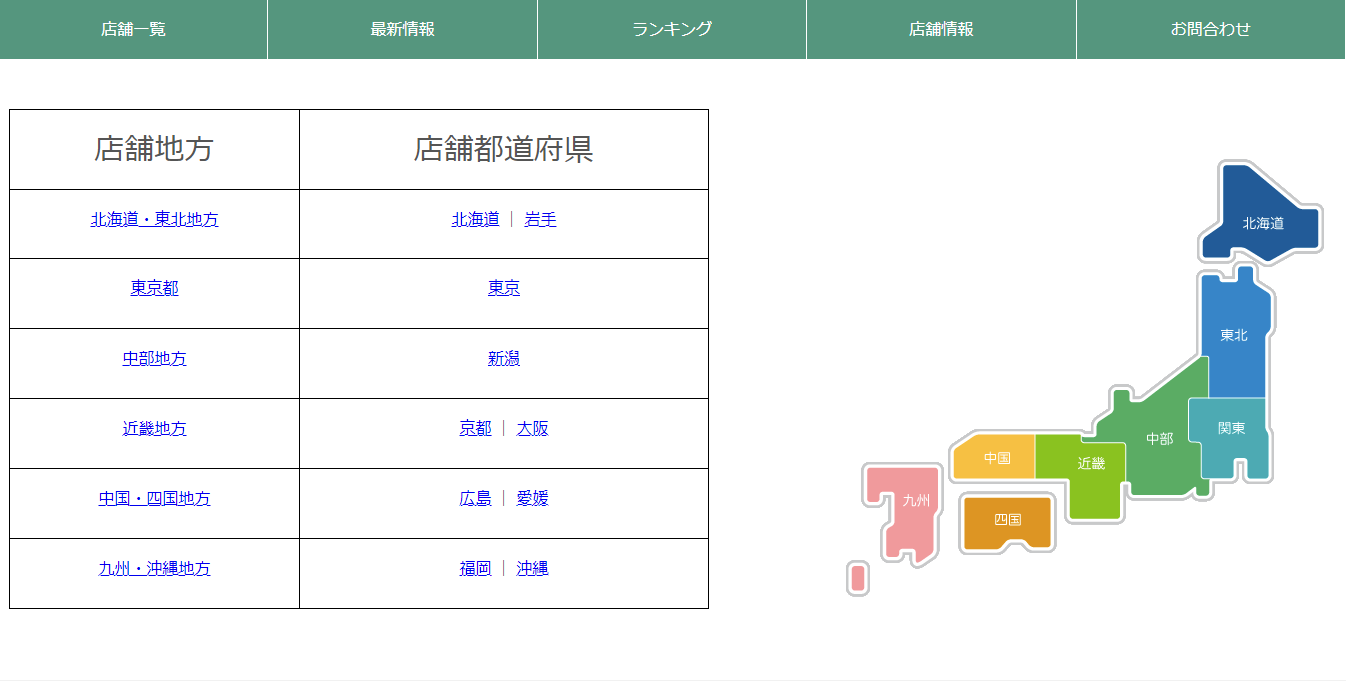 店舗一覧 最新情報 ランキング 店舗情報 お問合わせ
店舗地方 店舗都道府県
北海道・東北地方 北海道 | 岩手
東京都 東京
中部地方 新潟
近畿地方 京都 | 大阪
中国・四国地方 広島 | 愛媛
九州・沖縄地方 福岡 | 沖縄
北海道
東北
関東
中部
近畿
中国
四国
九州